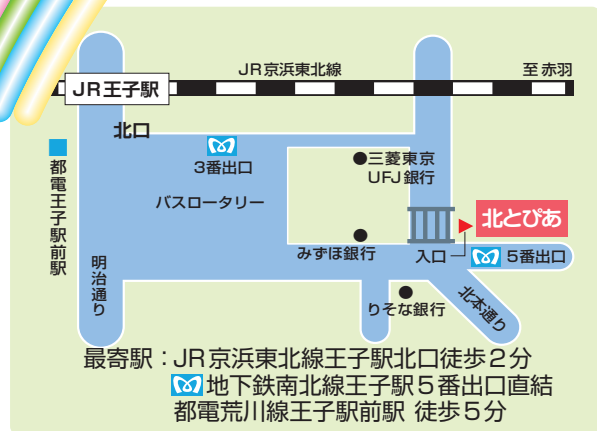 JR京浜東北線
至 赤羽
JR王子駅
北口
3番出口
都電王子駅前駅
バスロータリー
三菱東京
UFJ銀行
北とぴあ
みずほ銀行
入口
5番出口
明治通り
りそな銀行
北本通り
最寄駅:JR京浜東北線王子駅北口徒歩2分
地下鉄南北線王子駅5番出口直結
都電荒川線王子駅前駅 徒歩5分